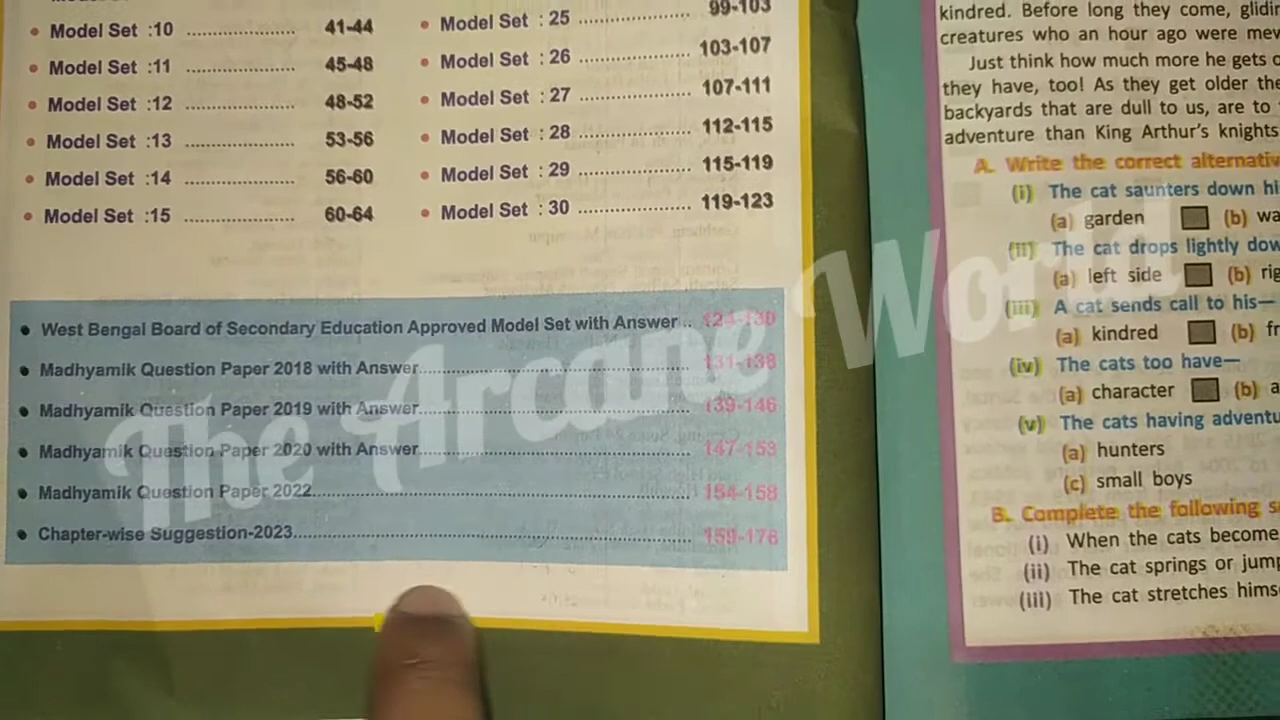 Model Set :10 ..................... 41-44
Model Set :11 ..................... 45-48
Model Set :12 ..................... 48-52
Model Set :13 ..................... 53-56
Model Set :14 ..................... 56-60
Model Set :15 ..................... 60-64
Model Set : 25 ..................... 99-103
Model Set : 26 ..................... 103-107
Model Set : 27 ..................... 107-111
Model Set : 28 ..................... 112-115
Model Set : 29 ..................... 115-119
Model Set : 30 ..................... 119-123
West Bengal Board of Secondary Education Approved Model Set with Answer .. 124-130
Madhyamik Question Paper 2018 with Answer..................... 131-138
Madhyamik Question Paper 2019 with Answer..................... 139-146
Madhyamik Question Paper 2020 with Answer..................... 147-153
Madhyamik Question Paper 2022..................... 154-158
Chapter-wise Suggestion-2023..................... 159-176
kindred. Before long they come, glidin
creatures who an hour ago were mew
Just think how much more he gets o
they have, too! As they get older the
backyards that are dull to us, are to
adventure than King Arthur's knights
A. Write the correct alternativ
(i) The cat saunters down hi
(a) garden (b) wa
(ii) The cat drops lightly dow
(a) left side (b) rig
(iii) A cat sends call to his—
(a) kindred (b) fr
(iv) The cats too have—
(a) character (b) a
(v) The cats having adventu
(a) hunters
(c) small boys
B. Complete the following s
(i) When the cats become
(ii) The cat springs or jump
(iii) The cat stretches himse
The Arcane World